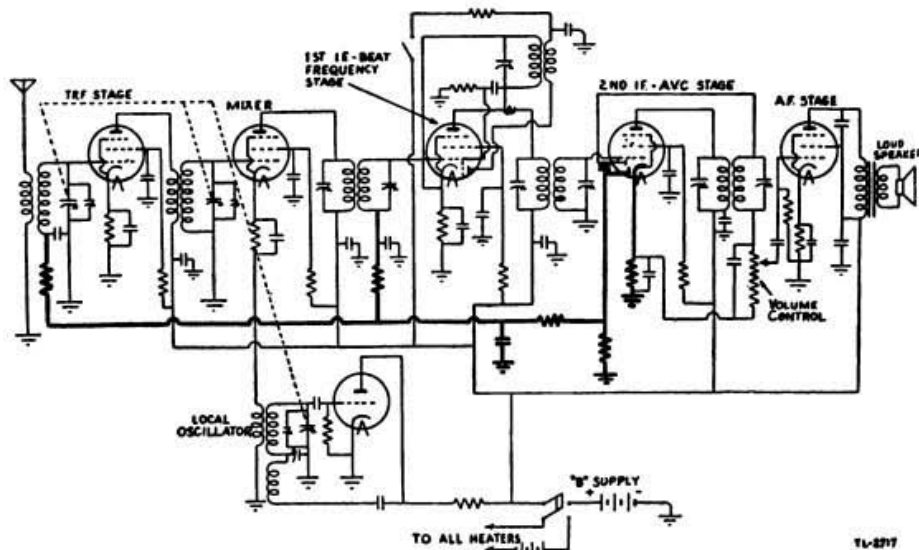 1ST I.F.-BEAT
FREQUENCY
STAGE
TRF STAGE
MIXER
2ND I.F.-AVC STAGE
A.F. STAGE
LOUD
SPEAKER
VOLUME
CONTROL
LOCAL
OSCILLATOR
"B" SUPPLY
+ -
TO ALL HEATERS
TL-2717